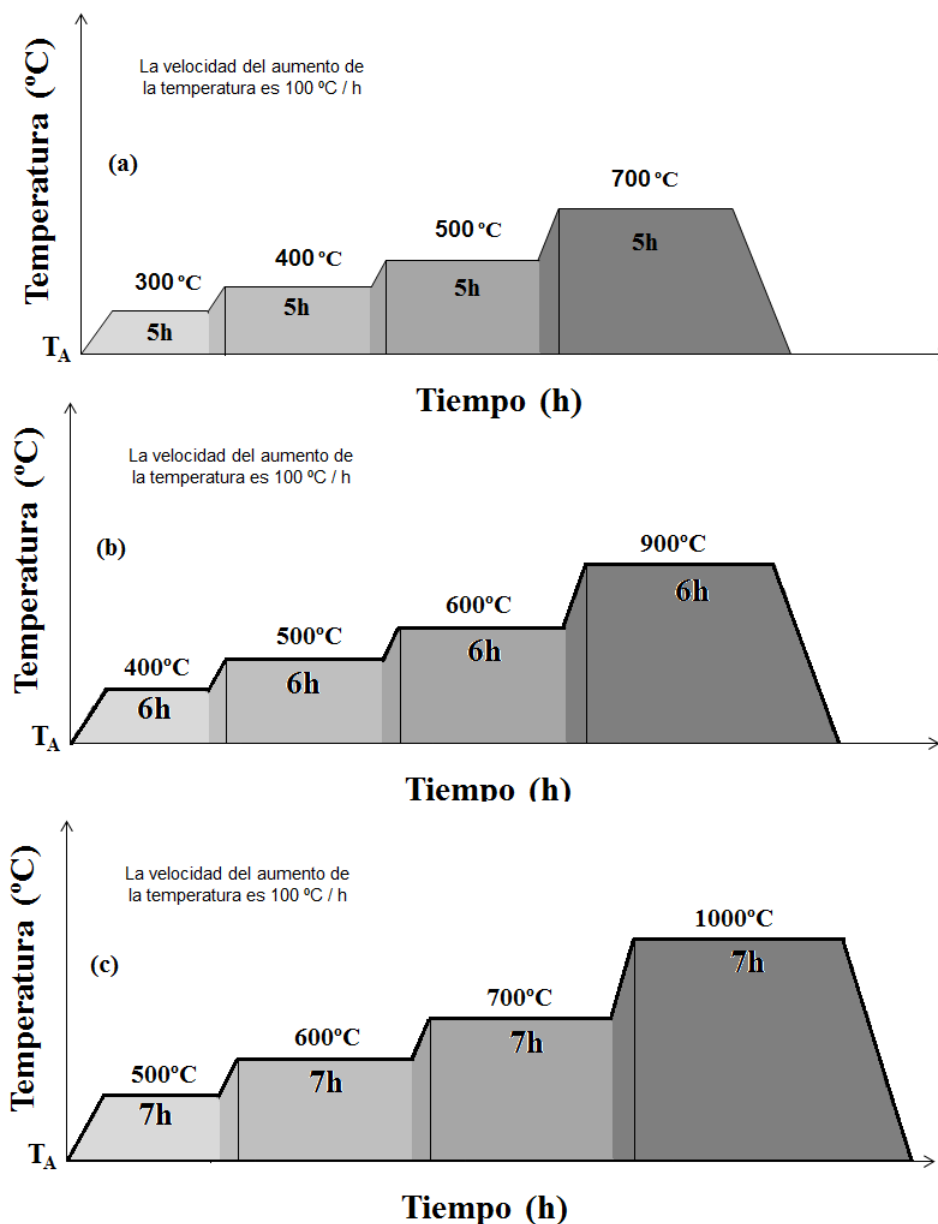 Temperatura (ºC)
La velocidad del aumento de
la temperatura es 100 ºC / h
(a)
300 ºC
5h
400 ºC
5h
500 ºC
5h
700 ºC
5h
TA
Tiempo (h)
Temperatura (ºC)
La velocidad del aumento de
la temperatura es 100 ºC / h
(b)
400ºC
6h
500ºC
6h
600ºC
6h
900ºC
6h
TA
Tiempo (h)
Temperatura (ºC)
La velocidad del aumento de
la temperatura es 100 ºC / h
(c)
500ºC
7h
600ºC
7h
700ºC
7h
1000ºC
7h
TA
Tiempo (h)